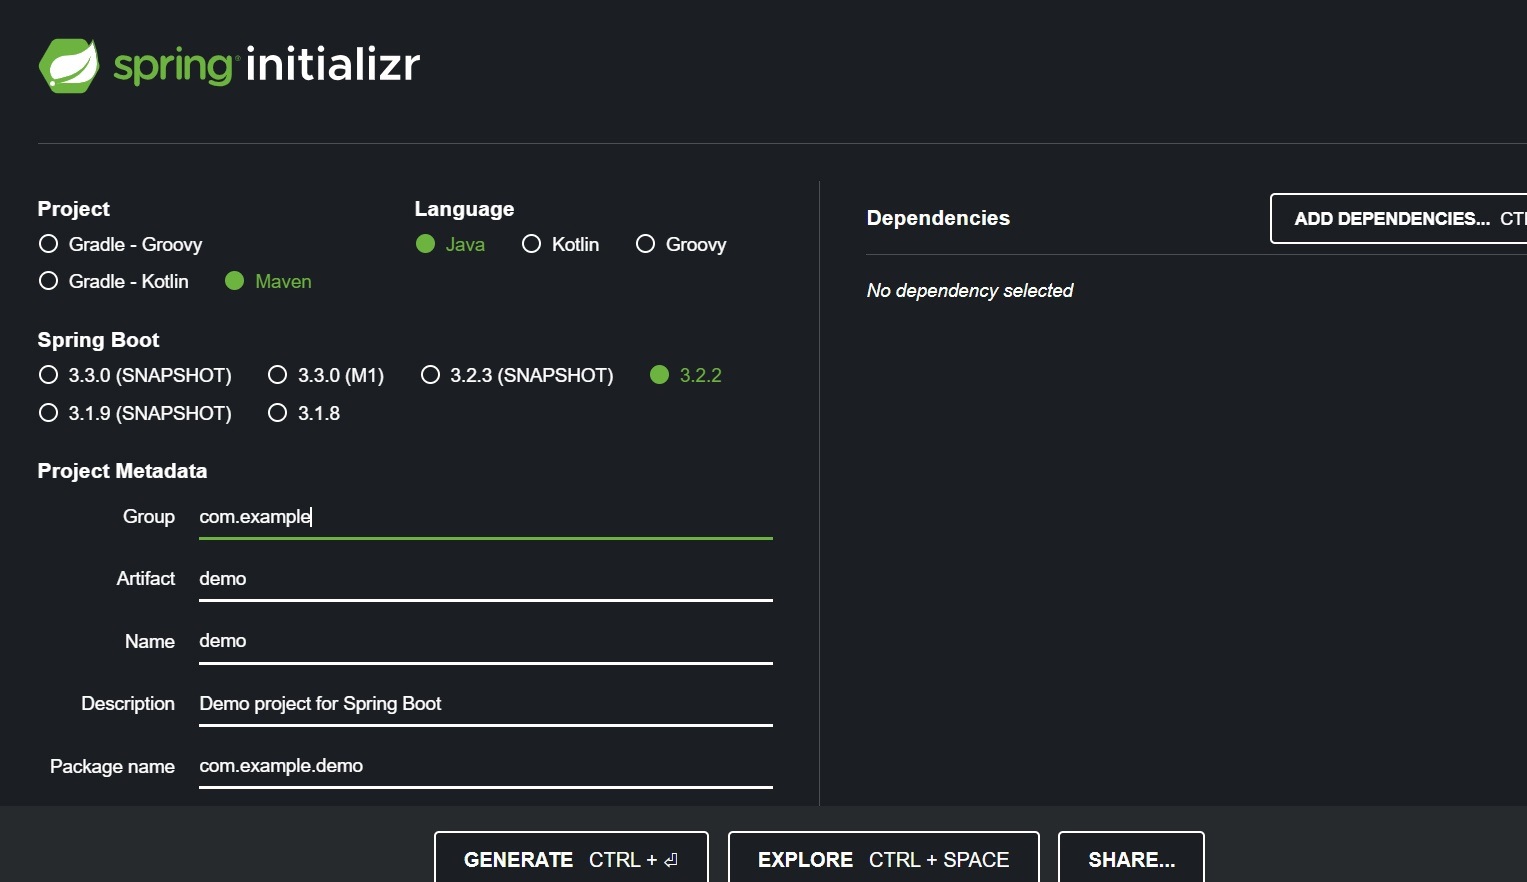 spring initializr
Project
Gradle - Groovy
Gradle - Kotlin Maven
Language
Java Kotlin Groovy
Spring Boot
3.3.0 (SNAPSHOT) 3.3.0 (M1) 3.2.3 (SNAPSHOT) 3.2.2
3.1.9 (SNAPSHOT) 3.1.8
Project Metadata
Group com.example
Artifact demo
Name demo
Description Demo project for Spring Boot
Package name com.example.demo
Dependencies ADD DEPENDENCIES...
No dependency selected
GENERATE CTRL + ⏎ EXPLORE CTRL + SPACE SHARE...